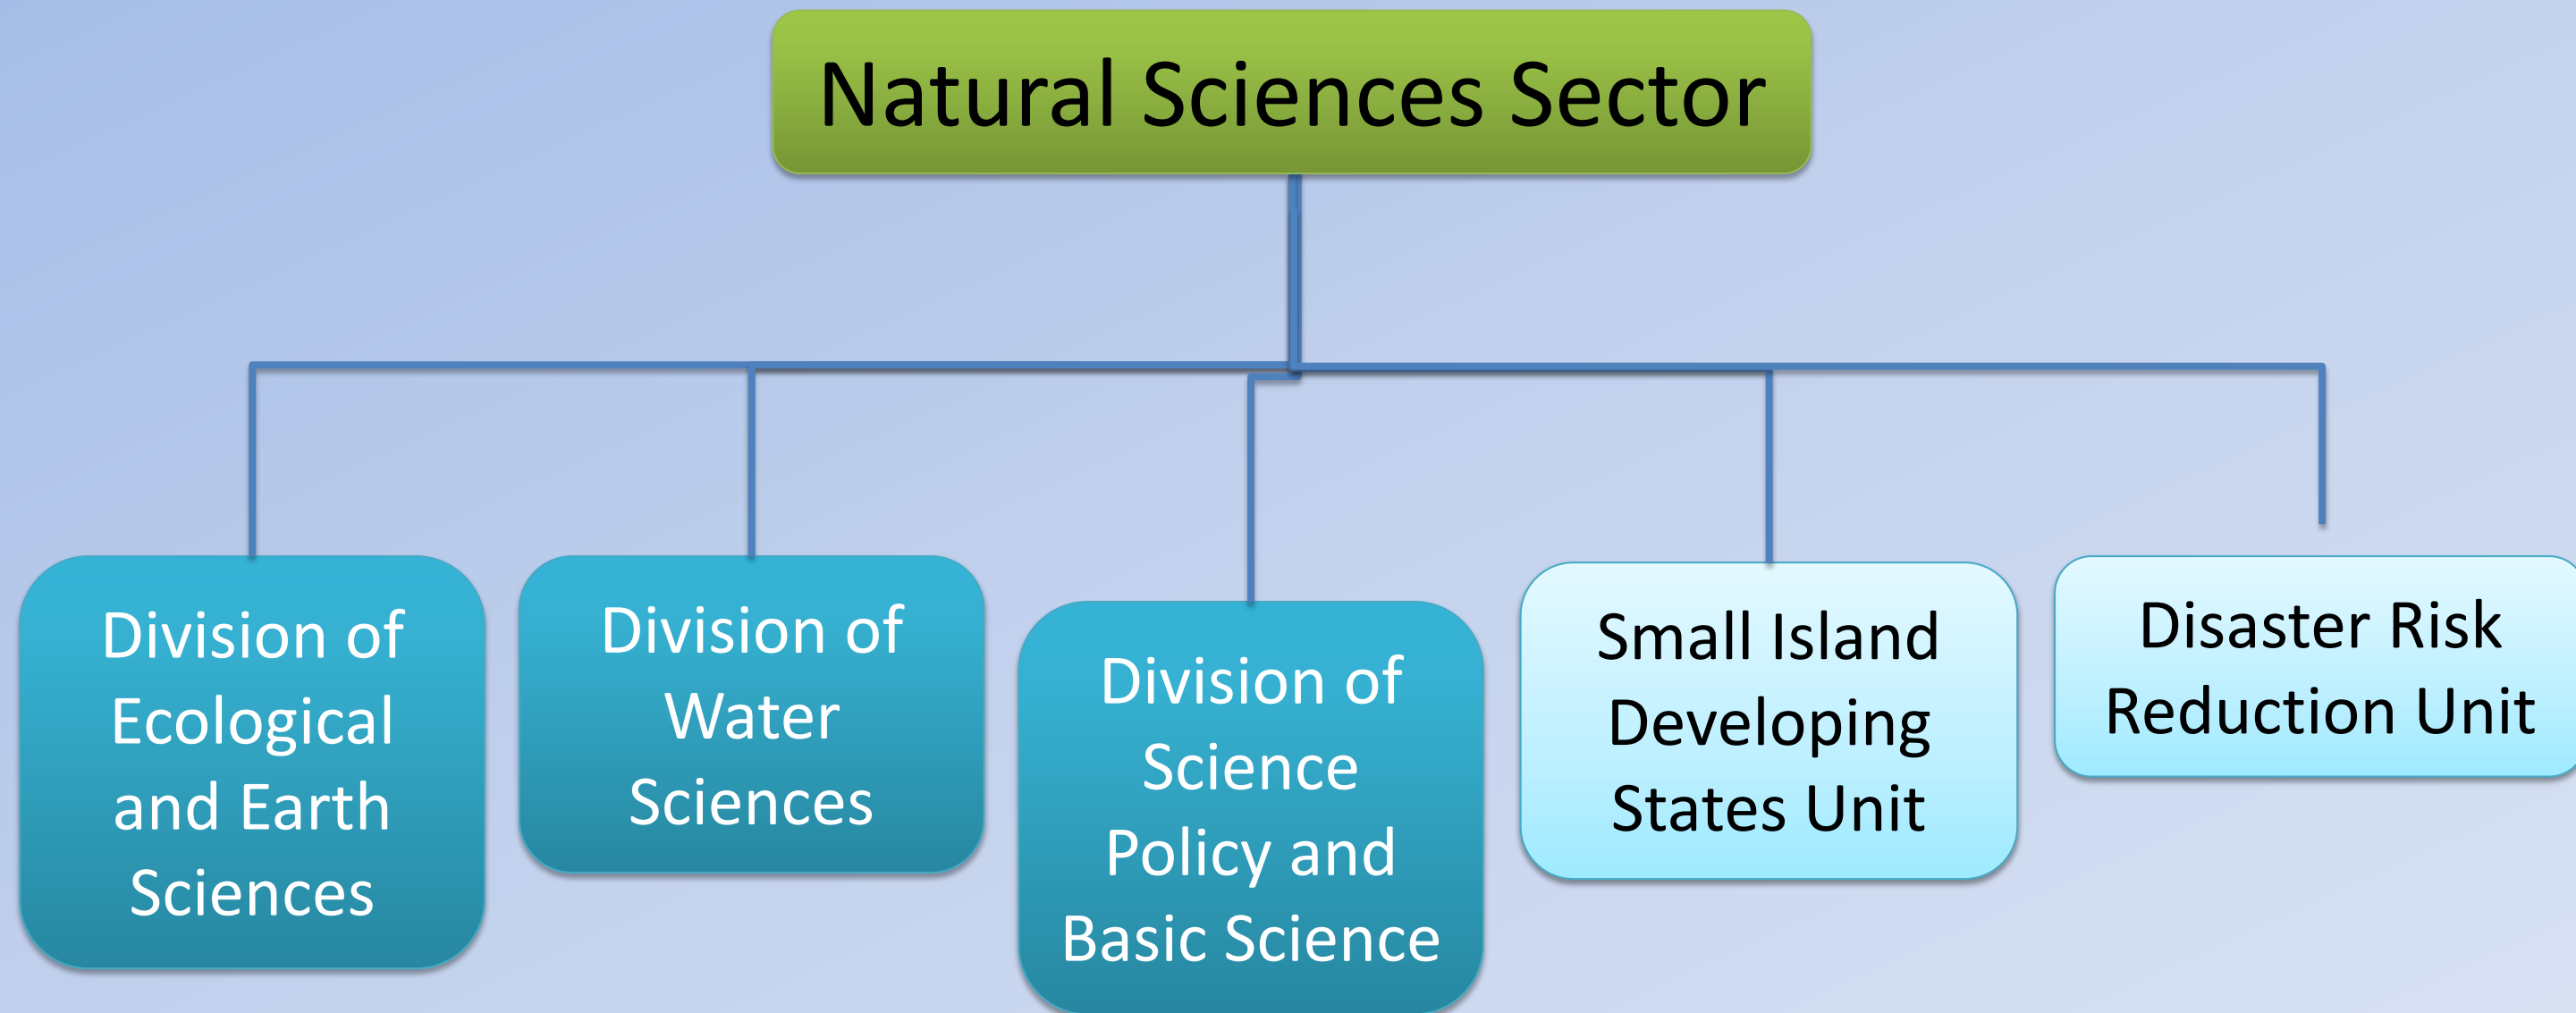 Natural Sciences Sector
Division of
Ecological
and Earth
Sciences
Division of
Water
Sciences
Division of
Science
Policy and
Basic Science
Small Island
Developing
States Unit
Disaster Risk
Reduction Unit